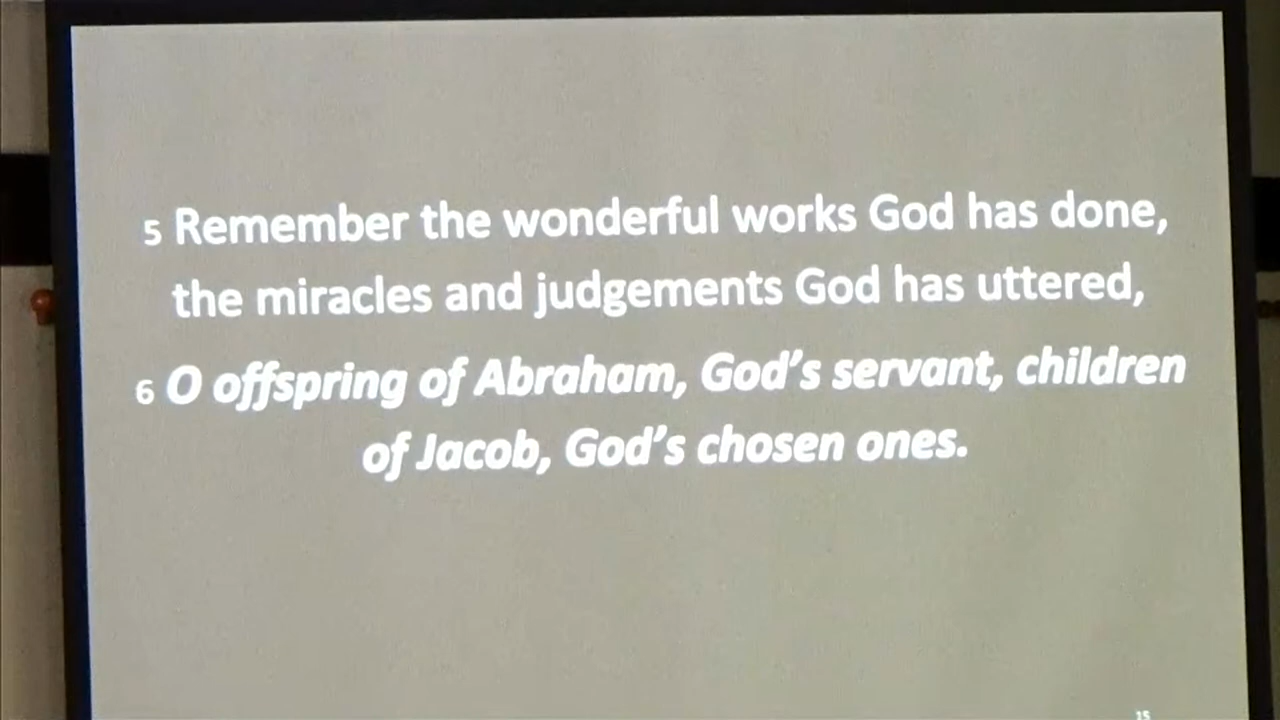 5 Remember the wonderful works God has done,
the miracles and judgements God has uttered,
6 O offspring of Abraham, God’s servant, children
of Jacob, God’s chosen ones.
15